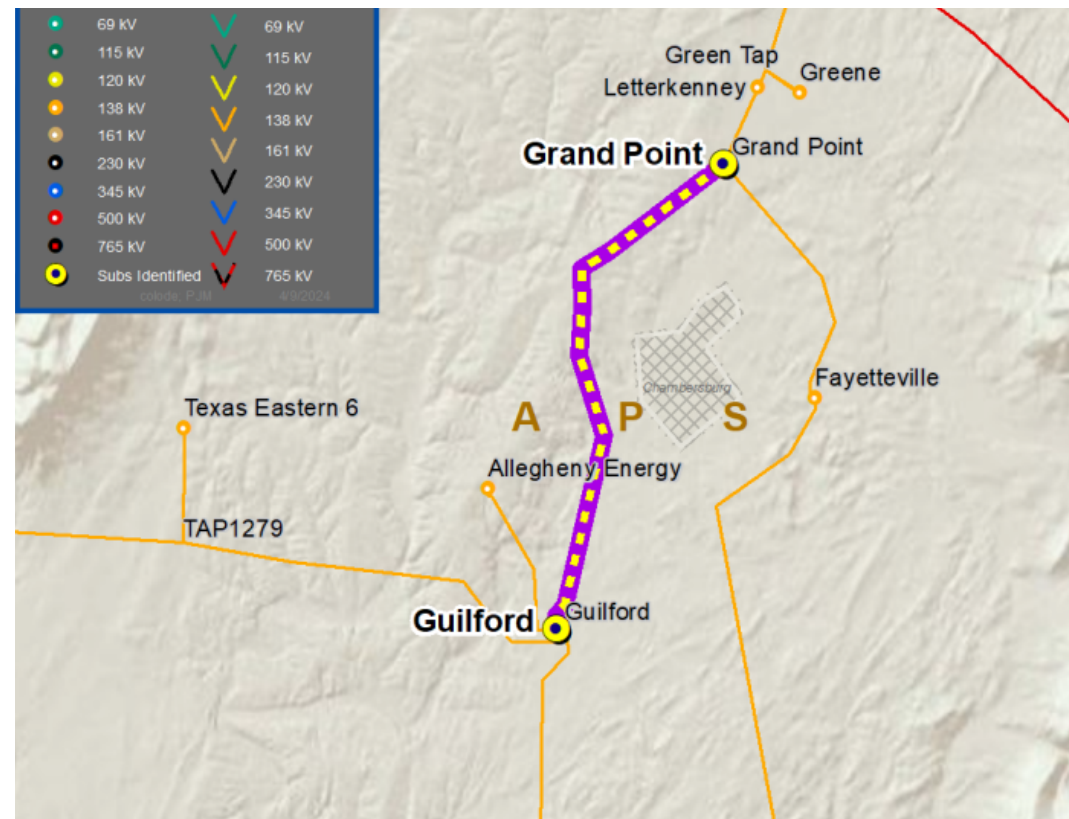 69 kV 69 kV
115 kV 115 kV
120 kV 120 kV
138 kV 138 kV
161 kV 161 kV
230 kV 230 kV
345 kV 345 kV
500 kV 500 kV
765 kV
Subs Identified 765 kV
colode, PJM 4/9/2024
Green Tap
Letterkenney
Greene
Grand Point
Grand Point
Chambersburg
Fayetteville
A P S
Texas Eastern 6
Allegheny Energy
TAP1279
Guilford
Guilford